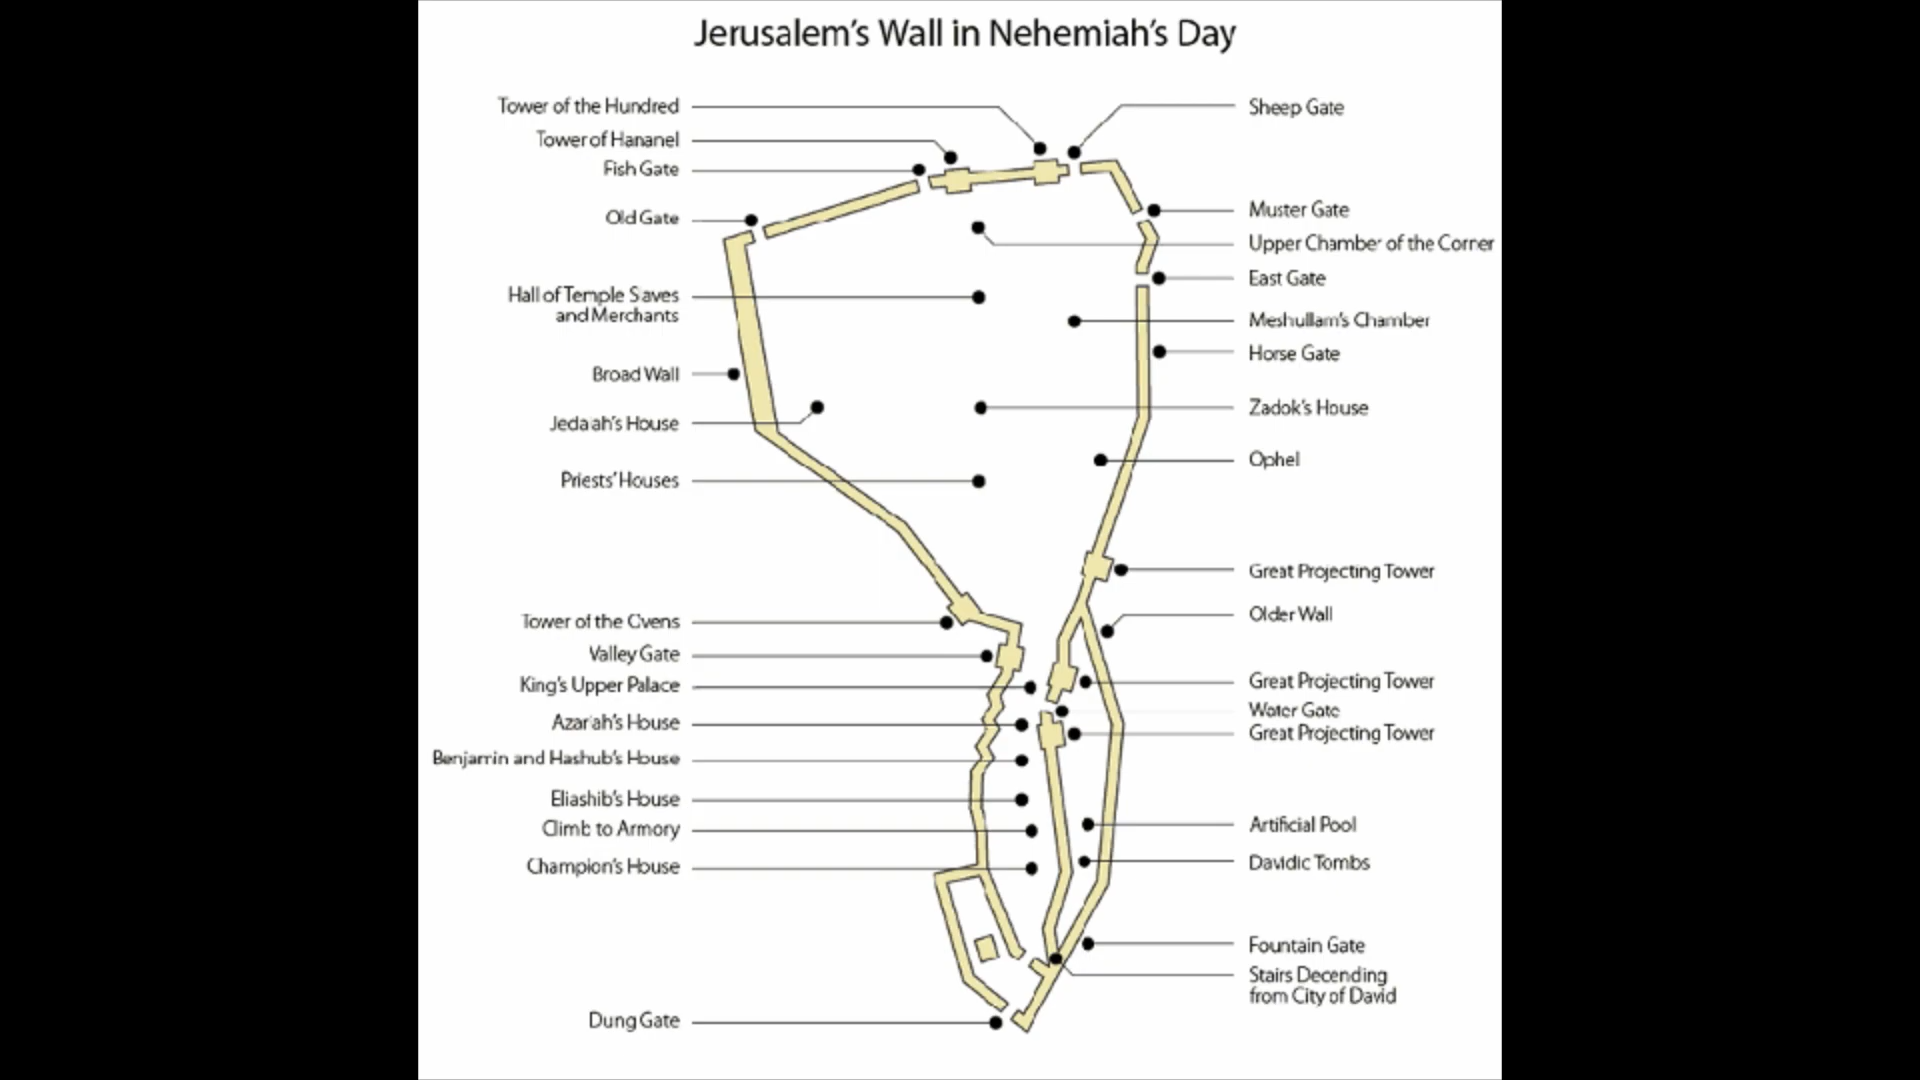 Jerusalem's Wall in Nehemiah's Day
Tower of the Hundred
Tower of Hananel
Fish Gate
Old Gate
Hall of Temple Slaves
and Merchants
Broad Wall
Jedaiah's House
Priests' Houses
Tower of the Ovens
Valley Gate
King's Upper Palace
Azariah's House
Benjamin and Hashub's House
Eliashib's House
Climb to Armory
Champion's House
Dung Gate
Sheep Gate
Muster Gate
Upper Chamber of the Corner
East Gate
Meshullam's Chamber
Horse Gate
Zadok's House
Ophel
Great Projecting Tower
Older Wall
Great Projecting Tower
Water Gate
Great Projecting Tower
Artificial Pool
Davidic Tombs
Fountain Gate
Stairs Decending
from City of David